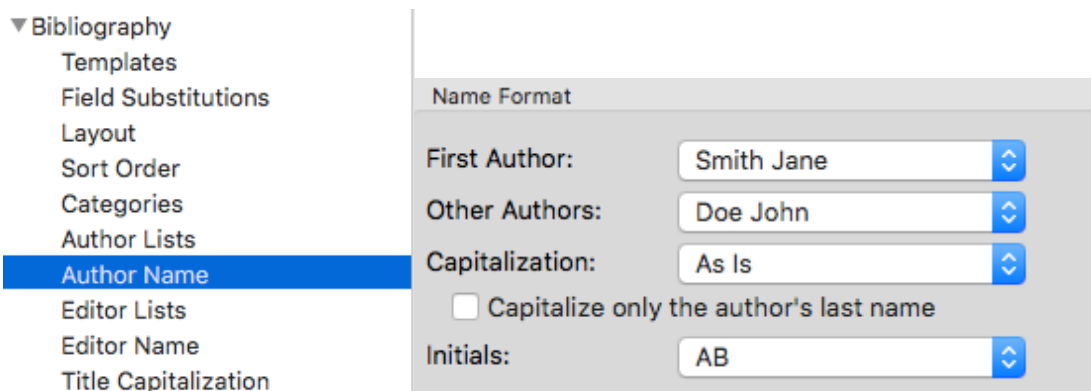 Bibliography
Templates
Field Substitutions
Layout
Sort Order
Categories
Author Lists
Author Name
Editor Lists
Editor Name
Title Capitalization
Name Format
First Author: Smith Jane
Other Authors: Doe John
Capitalization: As Is
Capitalize only the author's last name
Initials: AB